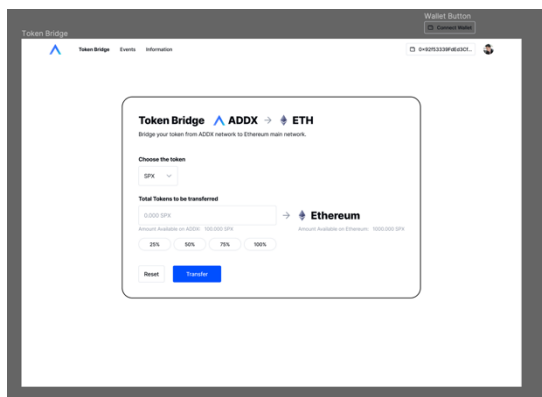 Wallet Button
Connect Wallet
Token Bridge
Token Bridge Events Information
Token Bridge ADDX → ETH
Bridge your token from ADDX network to Ethereum main network.
Choose the token
SPX
Total Tokens to be transferred
0.000 SPX → Ethereum
Amount Available on ADDX: 100.000 SPX Amount Available on Ethereum: 1000.000 SPX
25% 50% 75% 100%
Reset Transfer